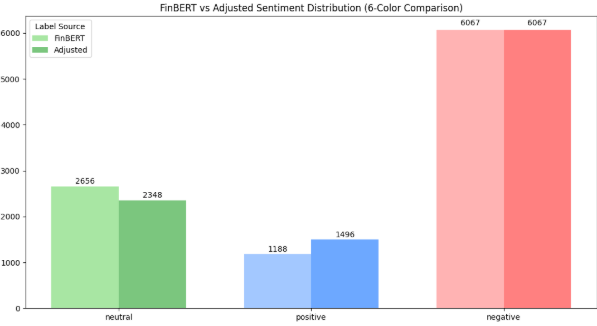 FinBERT vs Adjusted Sentiment Distribution (6-Color Comparison)
Label Source
FinBERT
Adjusted
6000
5000
4000
3000
2000
1000
0
2656
2348
1188
1496
6067
6067
neutral
positive
negative